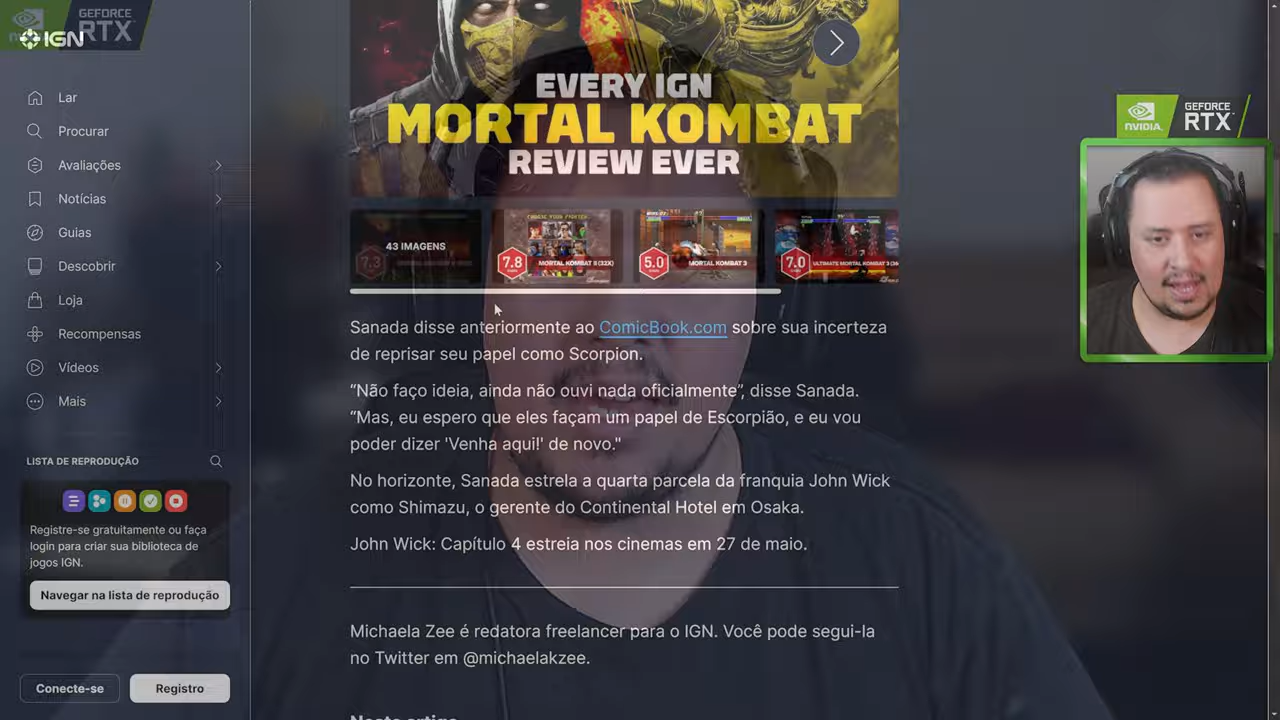 GEFORCE
RTX
IGN
Lar
Procurar
Avaliações
Notícias
Guias
Descobrir
Loja
Recompensas
Vídeos
Mais
LISTA DE REPRODUÇÃO
Registre-se gratuitamente ou faça
login para criar sua biblioteca de
jogos IGN.
Navegar na lista de reprodução
Conecte-se
Registro
EVERY IGN
MORTAL KOMBAT
REVIEW EVER
43 IMAGENS
7.3
7.8
MORTAL KOMBAT II (32X)
5.0
MORTAL KOMBAT 3
7.0
Sanada disse anteriormente ao ComicBook.com sobre sua incerteza
de reprisar seu papel como Scorpion.
“Não faço ideia, ainda não ouvi nada oficialmente”, disse Sanada.
“Mas, eu espero que eles façam um papel de Escorpião, e eu vou
poder dizer 'Venha aqui!' de novo."
No horizonte, Sanada estrela a quarta parcela da franquia John Wick
como Shimazu, o gerente do Continental Hotel em Osaka.
John Wick: Capítulo 4 estreia nos cinemas em 27 de maio.
Michaela Zee é redatora freelancer para o IGN. Você pode segui-la
no Twitter em @michaelakzee.
NVIDIA.
GEFORCE
RTX